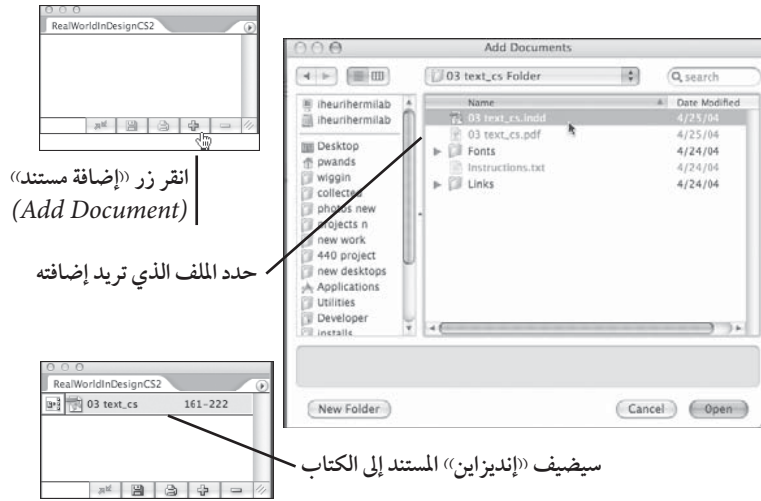 RealWorldInDesignCS2
انقر زر «إضافة مستند»
(Add Document)
Add Documents
03 text_cs Folder
search
Name
Date Modified
iheurihermilab
iheurihermilab
Desktop
pwands
wiggin
collected
photos new
projects n
new work
440 project
new desktops
Applications
Utilities
Developer
installs
03 text_cs.indd 4/25/04
03 text_cs.pdf 4/25/04
Fonts 4/24/04
Instructions.txt 4/24/04
Links 4/24/04
حدد الملف الذي تريد إضافته
New Folder
Cancel
Open
RealWorldInDesignCS2
03 text_cs 161-222
سيضيف «إنديزاين» المستند إلى الكتاب